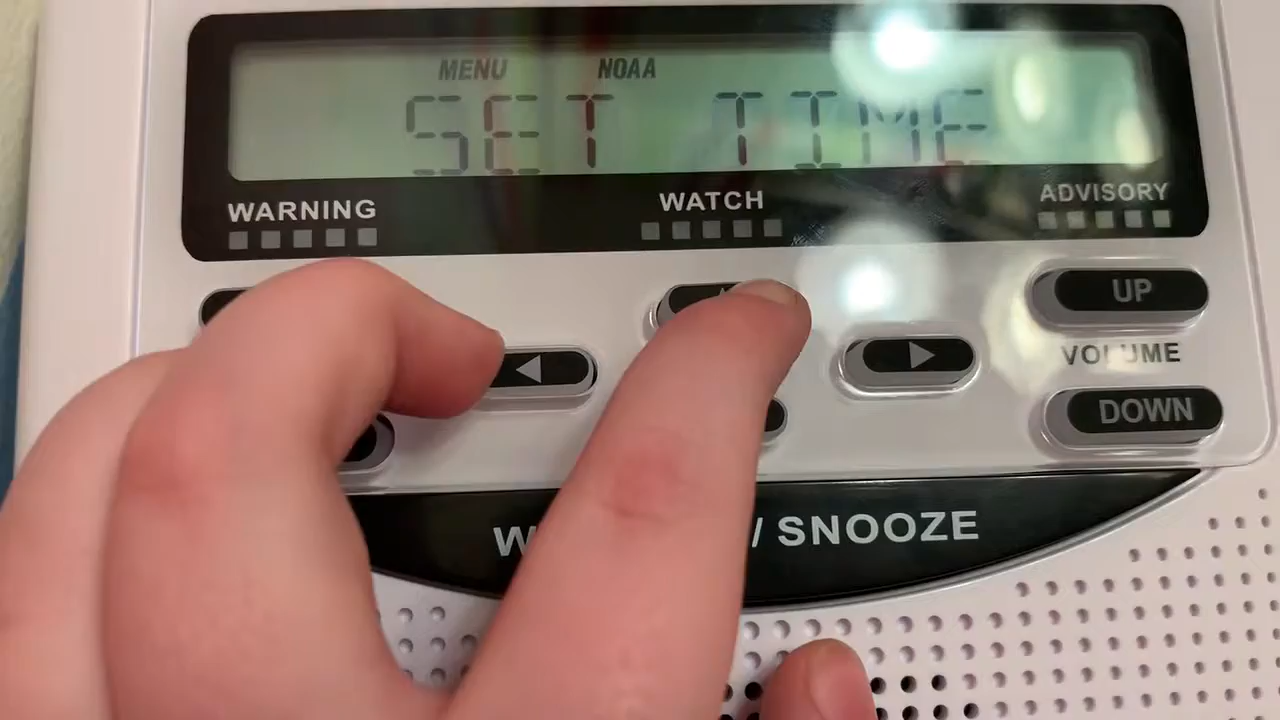 MENU NOAA
SET TIME
WARNING WATCH ADVISORY
UP
VOLUME
DOWN
W / SNOOZE